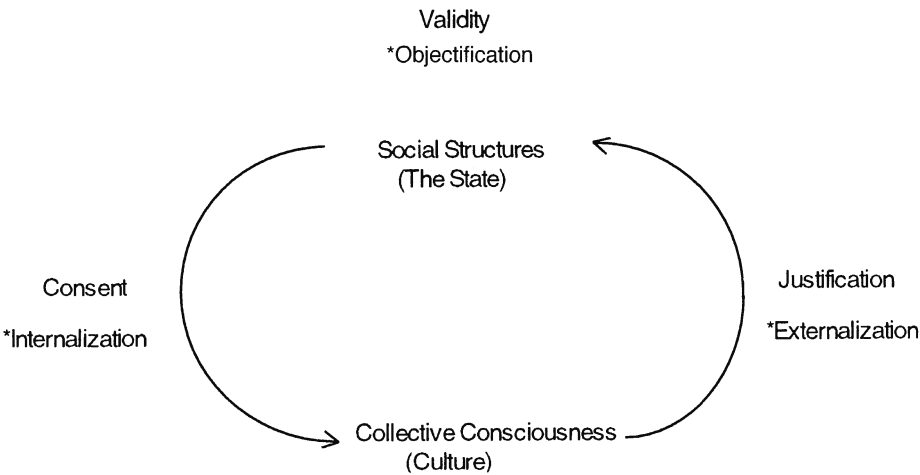 Validity
*Objectification
Social Structures
(The State)
Consent
*Internalization
Justification
*Externalization
Collective Consciousness
(Culture)